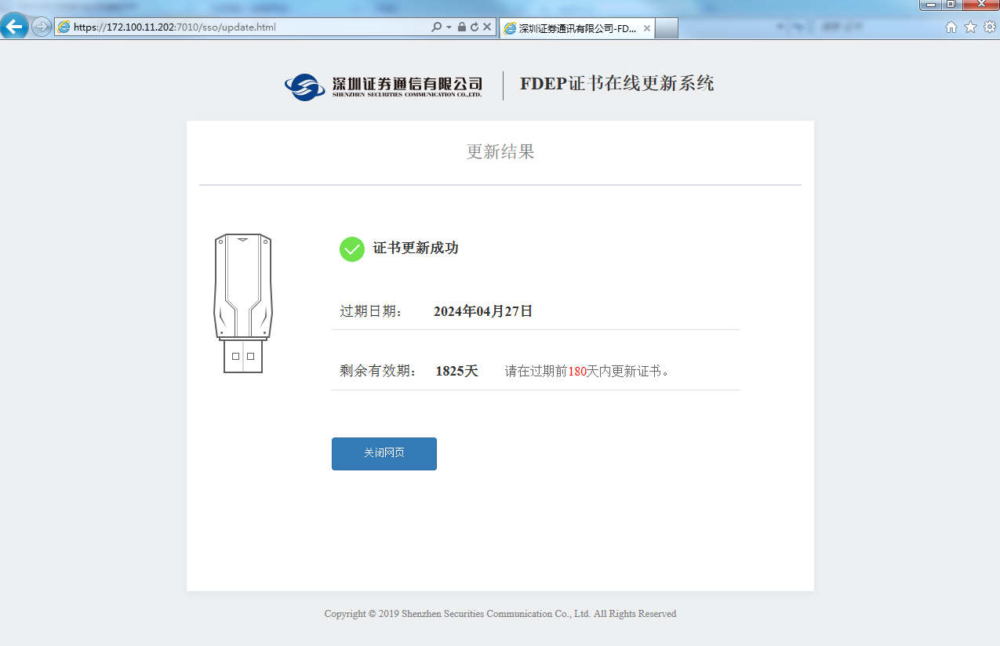 https://172.100.11.202:7010/sso/update.html
深圳证券通讯有限公司-FD...
深圳证券通信有限公司
SHENZHEN SECURITIES COMMUNICATION CO.,LTD.
FDEP证书在线更新系统
更新结果
证书更新成功
过期日期: 2024年04月27日
剩余有效期: 1825天 请在过期前180天内更新证书。
关闭网页
Copyright © 2019 Shenzhen Securities Communication Co., Ltd. All Rights Reserved